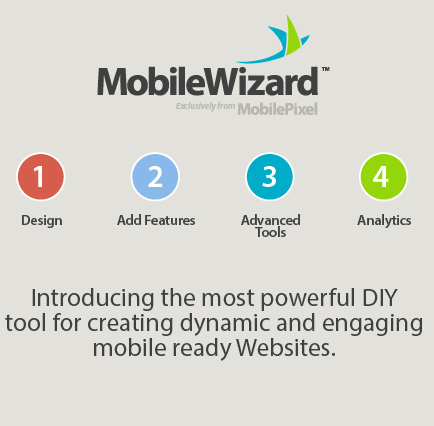 MobileWizard™
Exclusively from MobilePixel
1 2 3 4
Design Add Features Advanced Analytics
Tools
Introducing the most powerful DIY
tool for creating dynamic and engaging
mobile ready Websites.